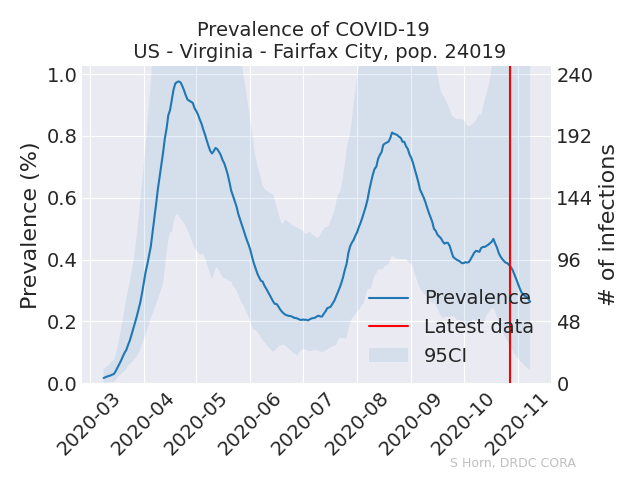 Prevalence of COVID-19
US - Virginia - Fairfax City, pop. 24019
Prevalence (%)
1.0
0.8
0.6
0.4
0.2
0.0
240
192
144
96
48
0
# of infections
Prevalence
Latest data
95CI
2020-03
2020-04
2020-05
2020-06
2020-07
2020-08
2020-09
2020-10
2020-11
S Horn, DRDC CORA